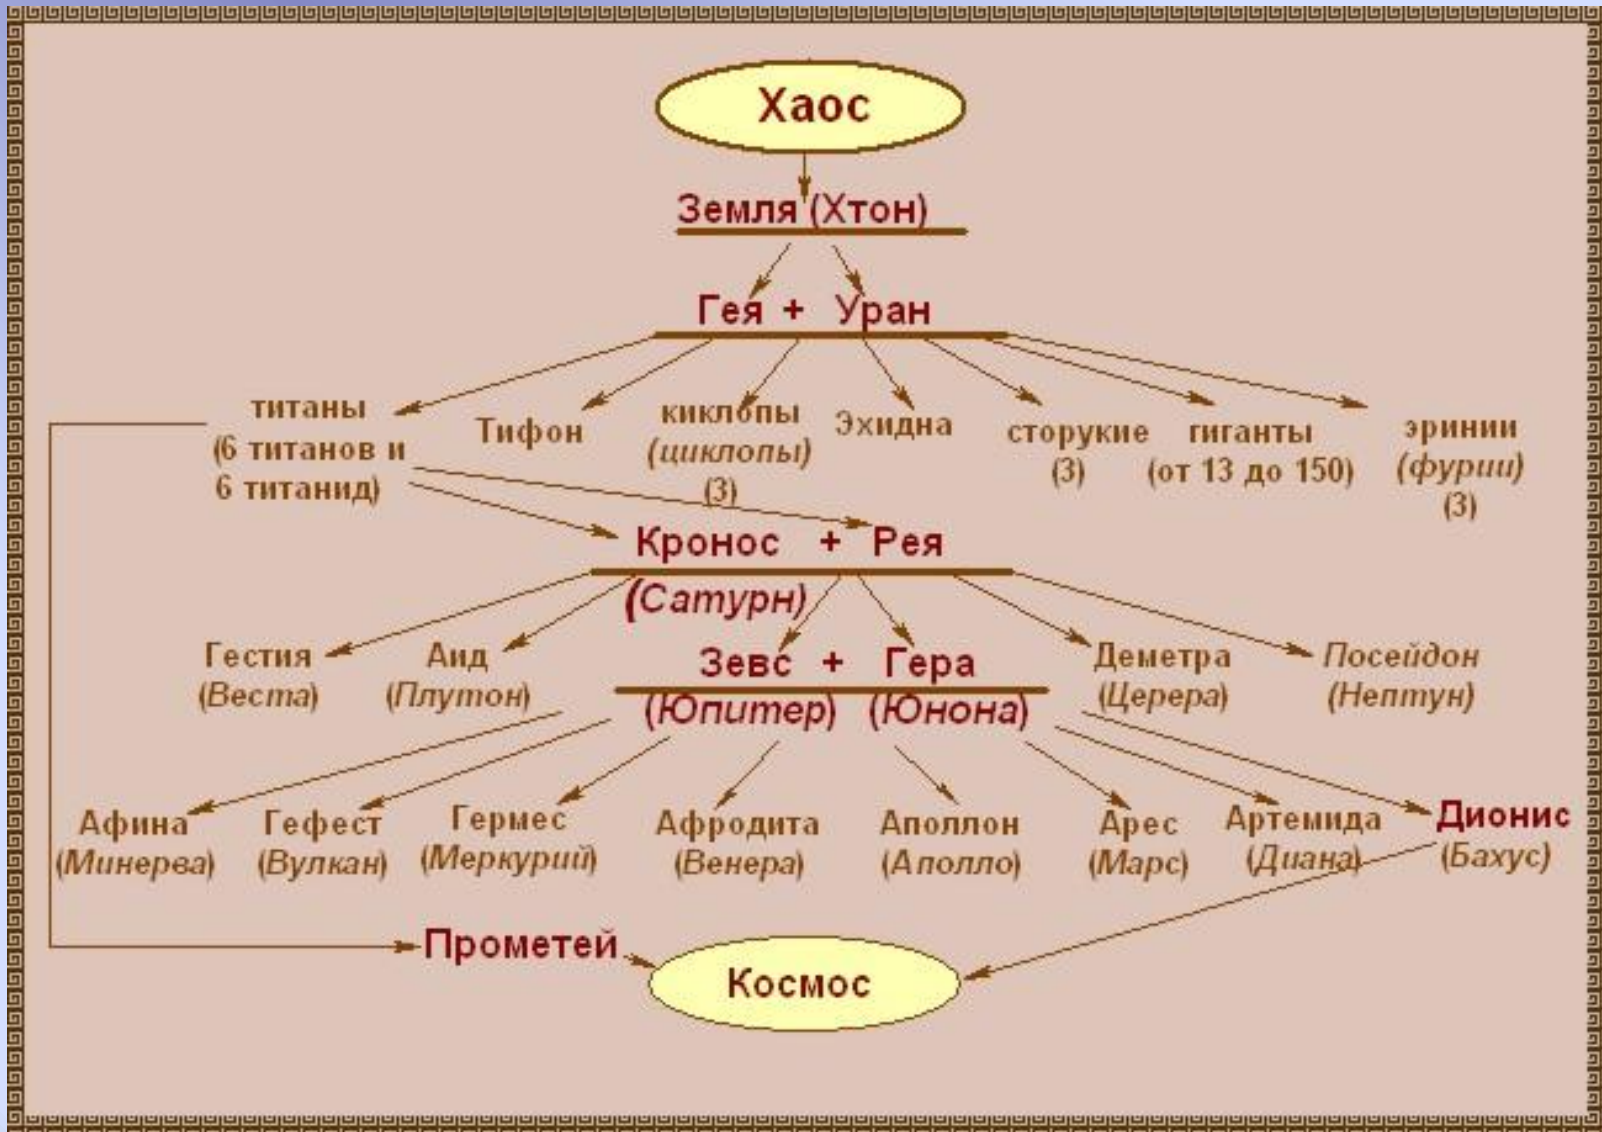 Хаос
Земля (Хтон)
Гея + Уран
титаны
(6 титанов и
6 титанид)
Тифон
киклопы
(циклопы)
(3)
Эхидна
сторукие
(3)
гиганты
(от 13 до 150)
эринии
(фурии)
(3)
Кронос + Рея
(Сатурн)
Гестия
(Веста)
Аид
(Плутон)
Зевс + Гера
(Юпитер) (Юнона)
Деметра
(Церера)
Посейдон
(Нептун)
Афина
(Минерва)
Гефест
(Вулкан)
Гермес
(Меркурий)
Афродита
(Венера)
Аполлон
(Аполло)
Арес
(Марс)
Артемида
(Диана)
Дионис
(Бахус)
Прометей
Космос